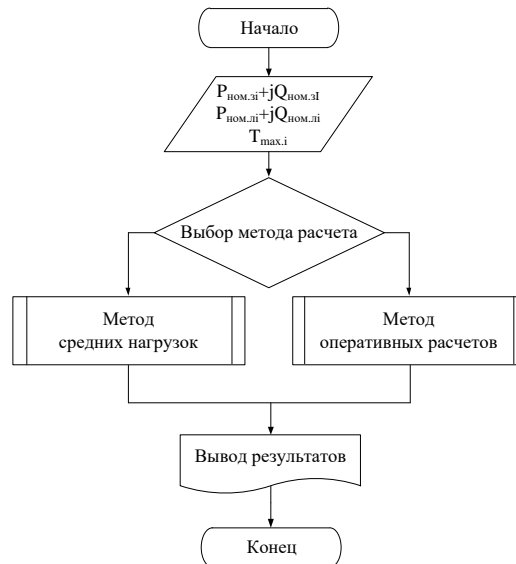 Начало
Pном.зi+jQном.зI
Pном.лi+jQном.лi
Tmax.i
Выбор метода расчета
Метод
средних нагрузок
Метод
оперативных расчетов
Вывод результатов
Конец